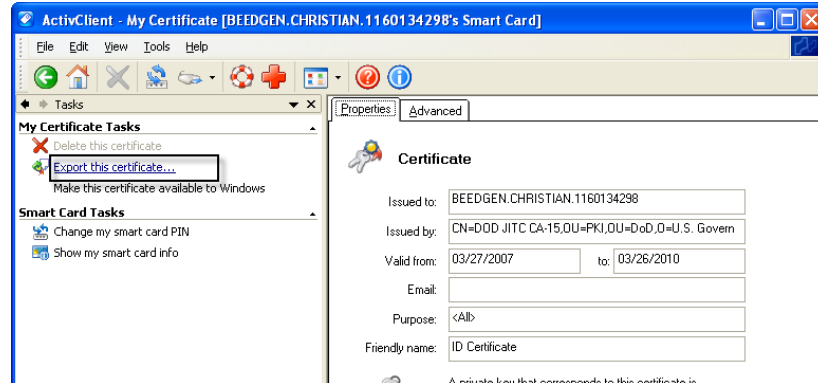 ActivClient - My Certificate [BEEDGEN.CHRISTIAN.1160134298's Smart Card]
File Edit View Tools Help
Tasks
My Certificate Tasks
Delete this certificate
Export this certificate...
Make this certificate available to Windows
Smart Card Tasks
Change my smart card PIN
Show my smart card info
Properties Advanced
Certificate
Issued to: BEEDGEN.CHRISTIAN.1160134298
Issued by: CN=DOD JITC CA-15,OU=PKI,OU=DoD,O=U.S. Govern
Valid from: 03/27/2007 to: 03/26/2010
Email:
Purpose: <All>
Friendly name: ID Certificate
A private key that corresponds to this certificate is